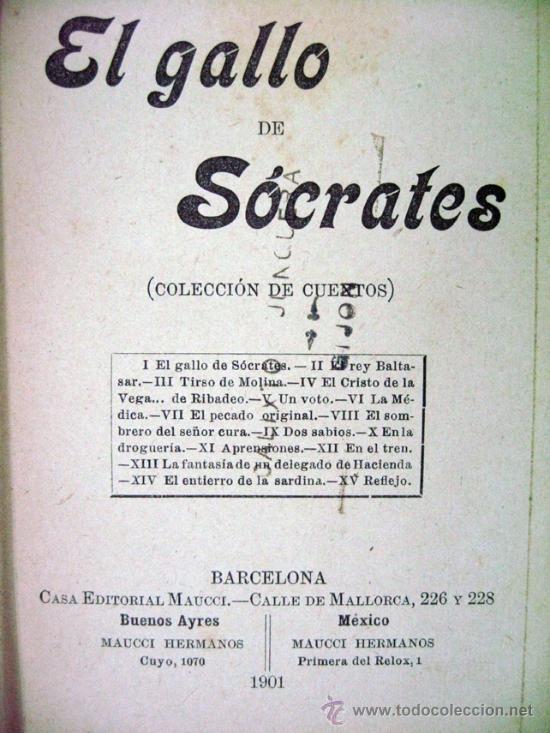 El gallo
DE
Sócrates
(COLECCIÓN DE CUENTOS)
I El gallo de Sócrates.—II El rey Balta-
sar.—III Tirso de Molina.—IV El Cristo de la
Vega... de Ribadeo.—V Un voto.—VI La Mé-
dica.—VII El pecado original.—VIII El som-
brero del señor cura.—IX Dos sabios.—X En la
droguería.—XI Aprensiones.—XII En el tren.
—XIII La fantasía de un delegado de Hacienda
—XIV El entierro de la sardina.—XV Reflejo.
BARCELONA
CASA EDITORIAL MAUCCI.—CALLE DE MALLORCA, 226 Y 228
Buenos Ayres
MAUCCI HERMANOS
Cuyo, 1070
México
MAUCCI HERMANOS
Primera del Relox, 1
1901
GIJON
www.todocoleccion.net